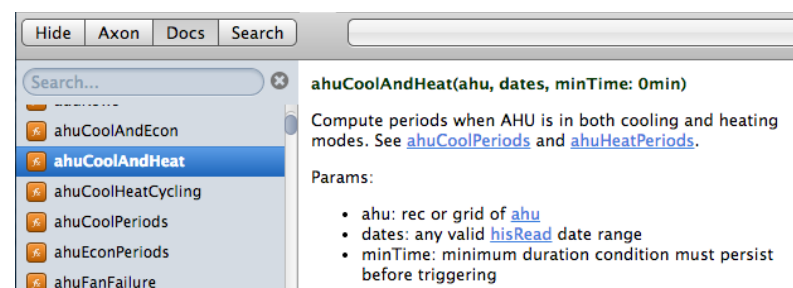 Hide Axon Docs Search
Search...
ahuCoolAndEcon
ahuCoolAndHeat
ahuCoolHeatCycling
ahuCoolPeriods
ahuEconPeriods
ahuFanFailure
ahuCoolAndHeat(ahu, dates, minTime: 0min)
Compute periods when AHU is in both cooling and heating
modes. See ahuCoolPeriods and ahuHeatPeriods.
Params:
• ahu: rec or grid of ahu
• dates: any valid hisRead date range
• minTime: minimum duration condition must persist
before triggering